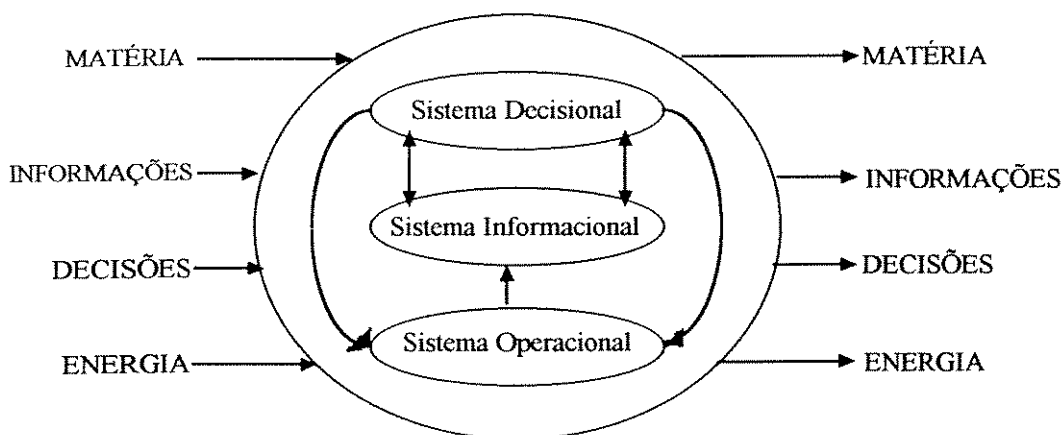 MATÉRIA
MATÉRIA
Sistema Decisional
INFORMAÇÕES
INFORMAÇÕES
Sistema Informacional
DECISÕES
DECISÕES
Sistema Operacional
ENERGIA
ENERGIA